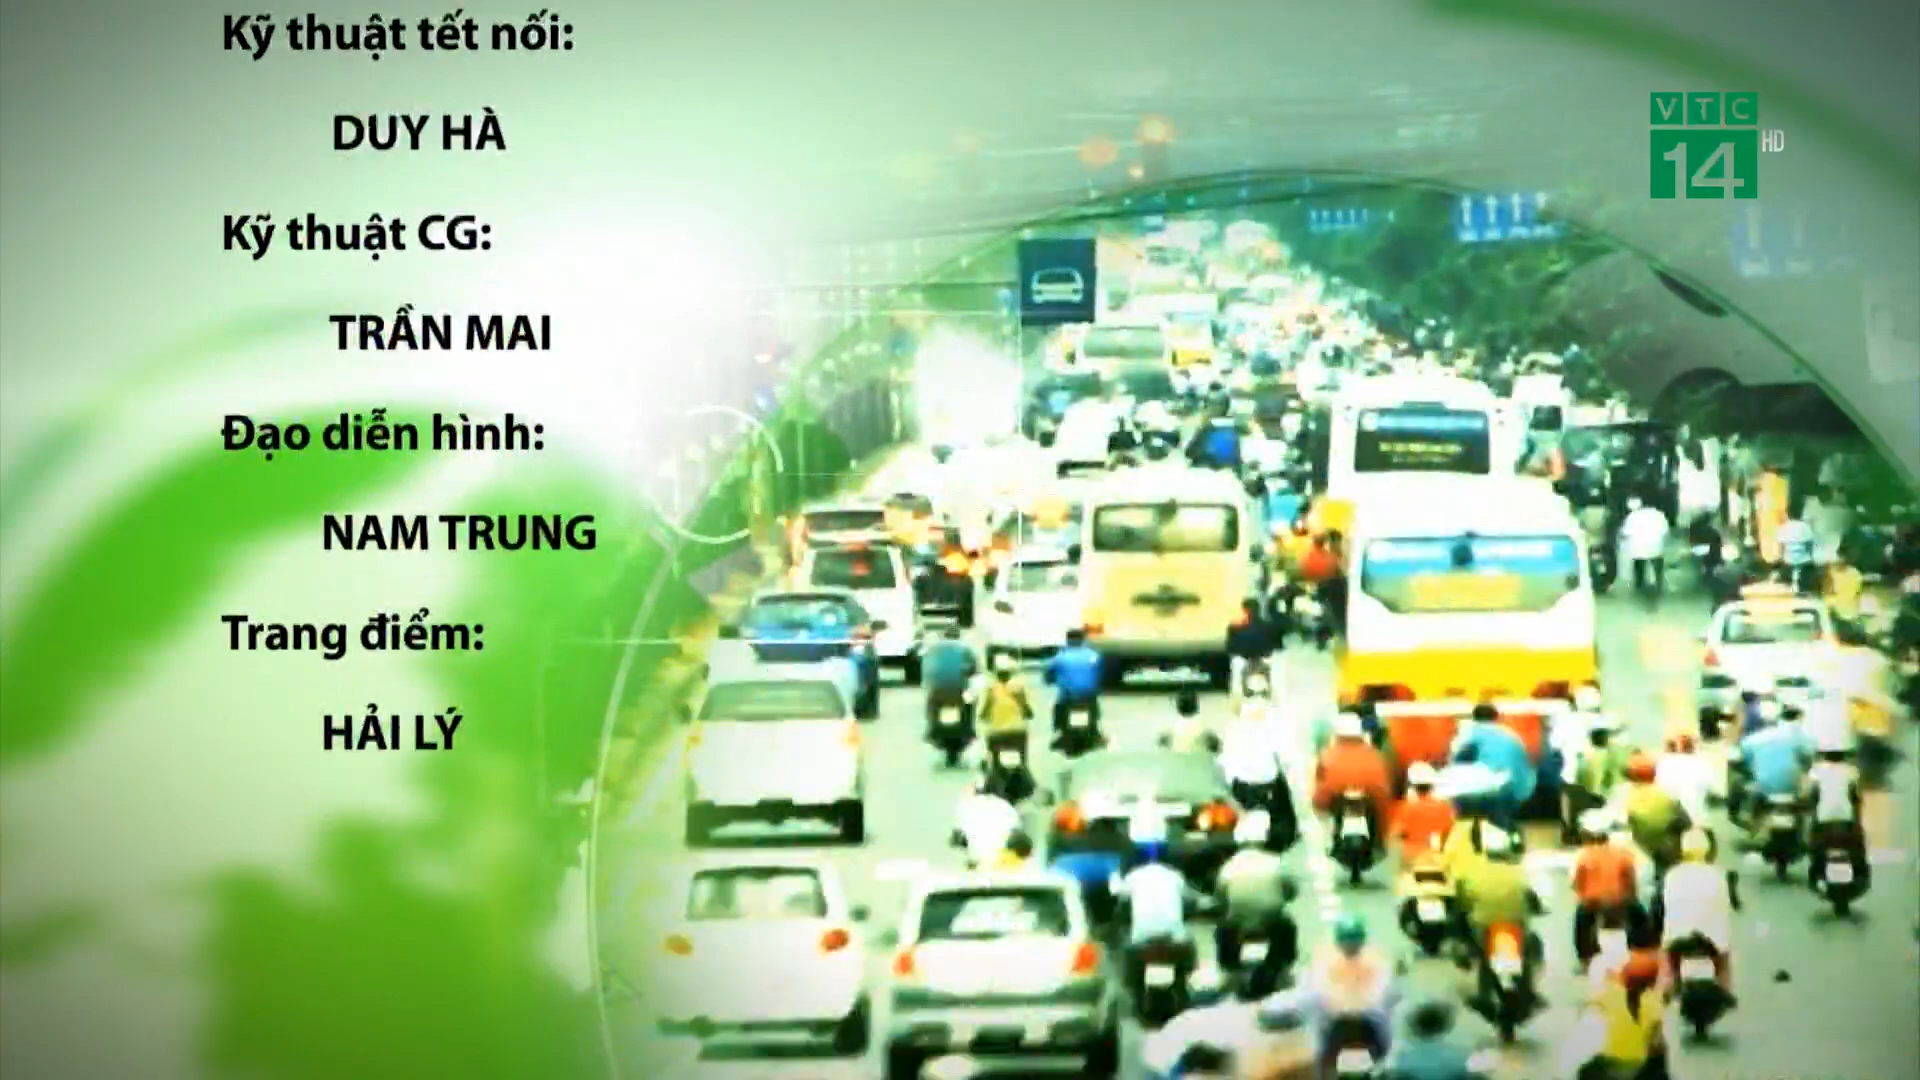 Kỹ thuật tết nối:
DUY HÀ
Kỹ thuật CG:
TRẦN MAI
Đạo diễn hình:
NAM TRUNG
Trang điểm:
HẢI LÝ
VTC
14 HD